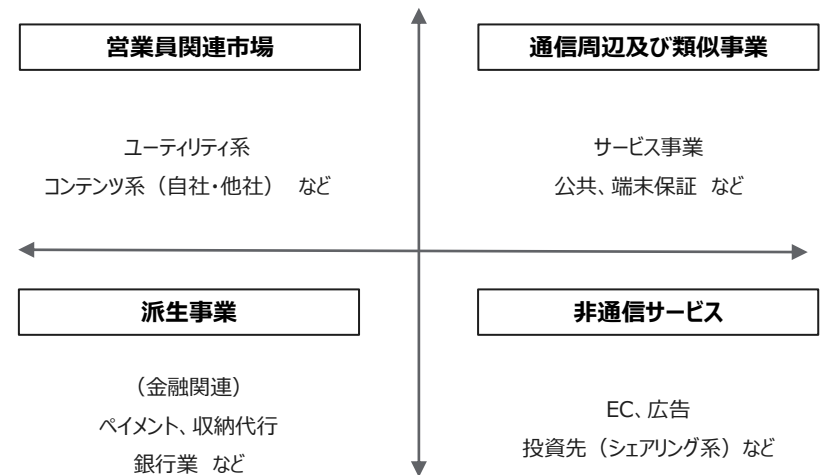 営業員関連市場
ユーティリティ系
コンテンツ系（自社・他社） など
通信周辺及び類似事業
サービス事業
公共、端末保証 など
派生事業
（金融関連）
ペイメント、収納代行
銀行業 など
非通信サービス
EC、広告
投資先（シェアリング系）など